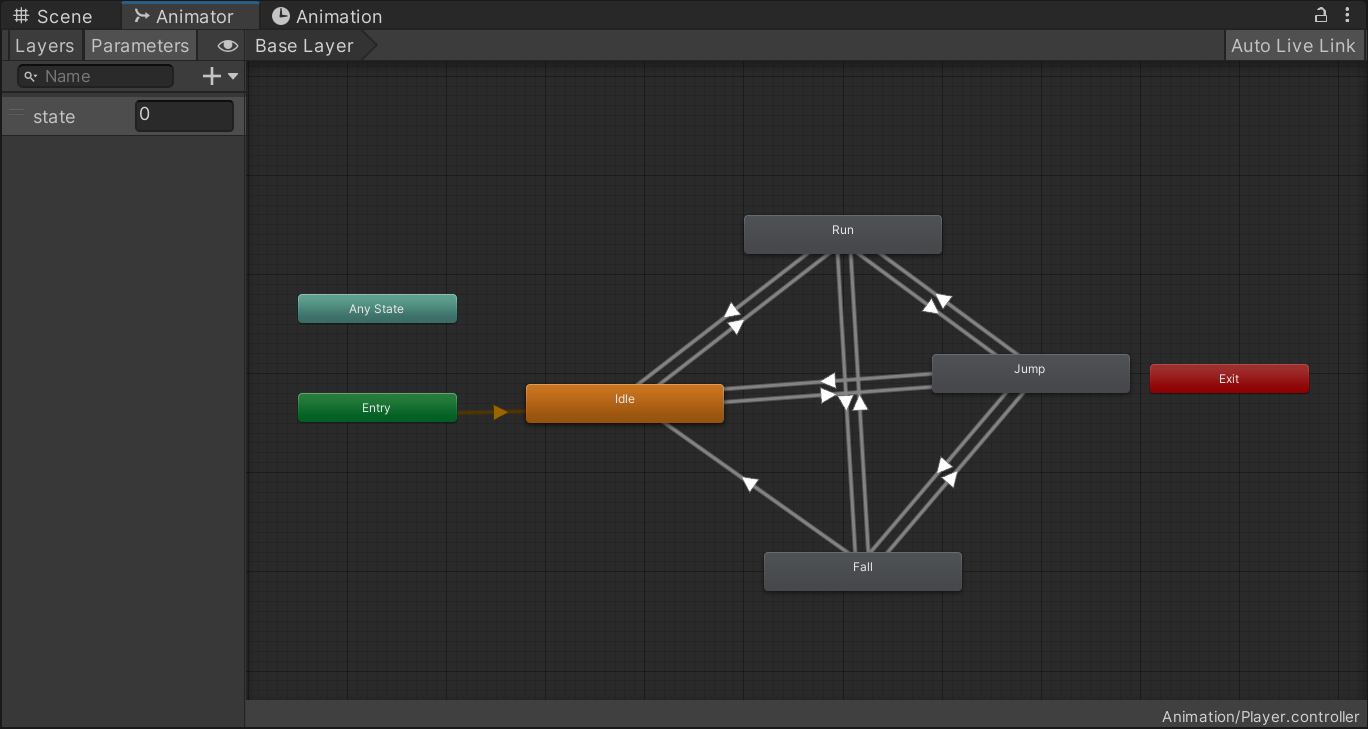 Scene
Animator
Animation
Layers
Parameters
Base Layer
Auto Live Link
Name
state
0
Run
Any State
Jump
Exit
Idle
Entry
Fall
Animation/Player.controller